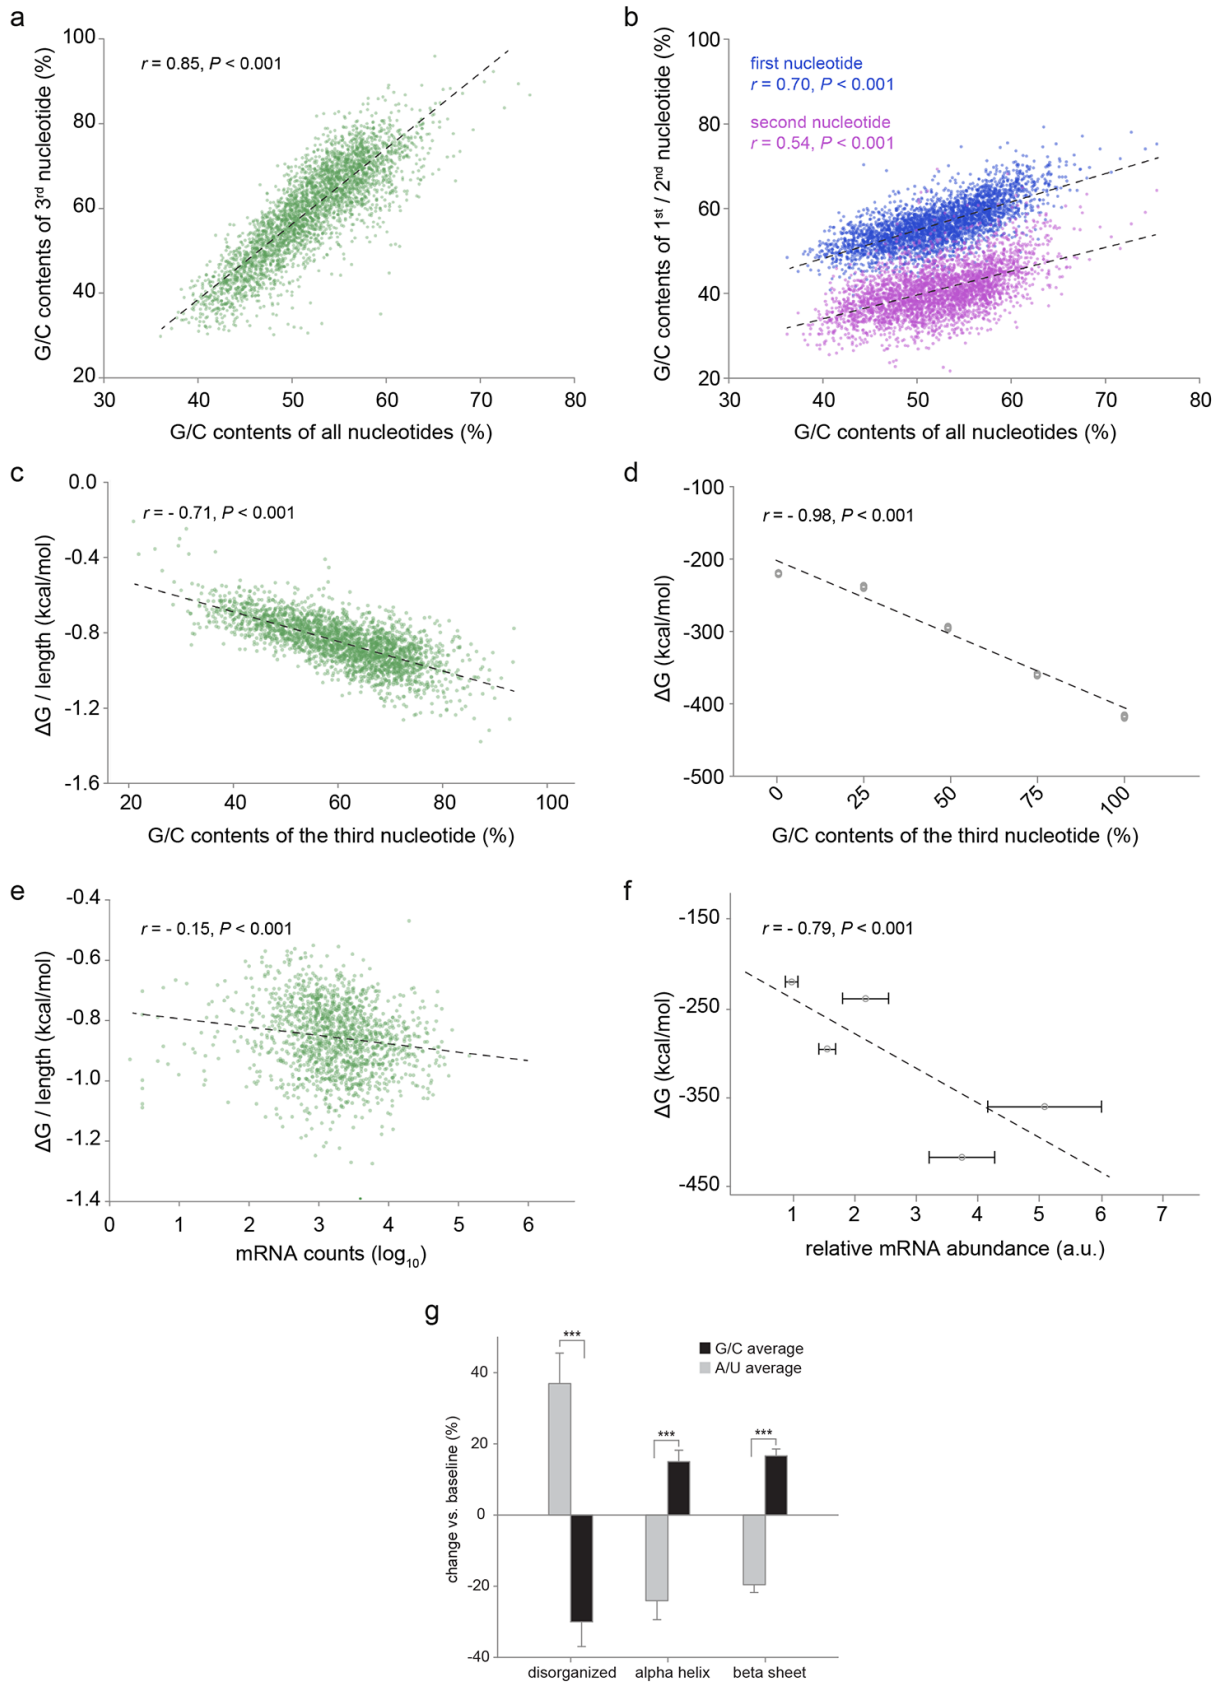 a
G/C contents of 3rd nucleotide (%)
100
80
60
40
20
r = 0.85, P < 0.001
30 40 50 60 70 80
G/C contents of all nucleotides (%)
b
G/C contents of 1st / 2nd nucleotide (%)
100
80
60
40
20
first nucleotide
r = 0.70, P < 0.001
second nucleotide
r = 0.54, P < 0.001
30 40 50 60 70 80
G/C contents of all nucleotides (%)
c
ΔG / length (kcal/mol)
0.0
-0.4
-0.8
-1.2
-1.6
r = - 0.71, P < 0.001
20 40 60 80 100
G/C contents of the third nucleotide (%)
d
ΔG (kcal/mol)
-100
-200
-300
-400
-500
r = - 0.98, P < 0.001
0 25 50 75 100
G/C contents of the third nucleotide (%)
e
ΔG / length (kcal/mol)
-0.4
-0.6
-0.8
-1.0
-1.2
-1.4
r = - 0.15, P < 0.001
0 1 2 3 4 5 6
mRNA counts (log10)
f
ΔG (kcal/mol)
-150
-250
-350
-450
r = - 0.79, P < 0.001
1 2 3 4 5 6 7
relative mRNA abundance (a.u.)
g
change vs. baseline (%)
40
20
0
-20
-40
***
***
***
G/C average
A/U average
disorganized alpha helix beta sheet